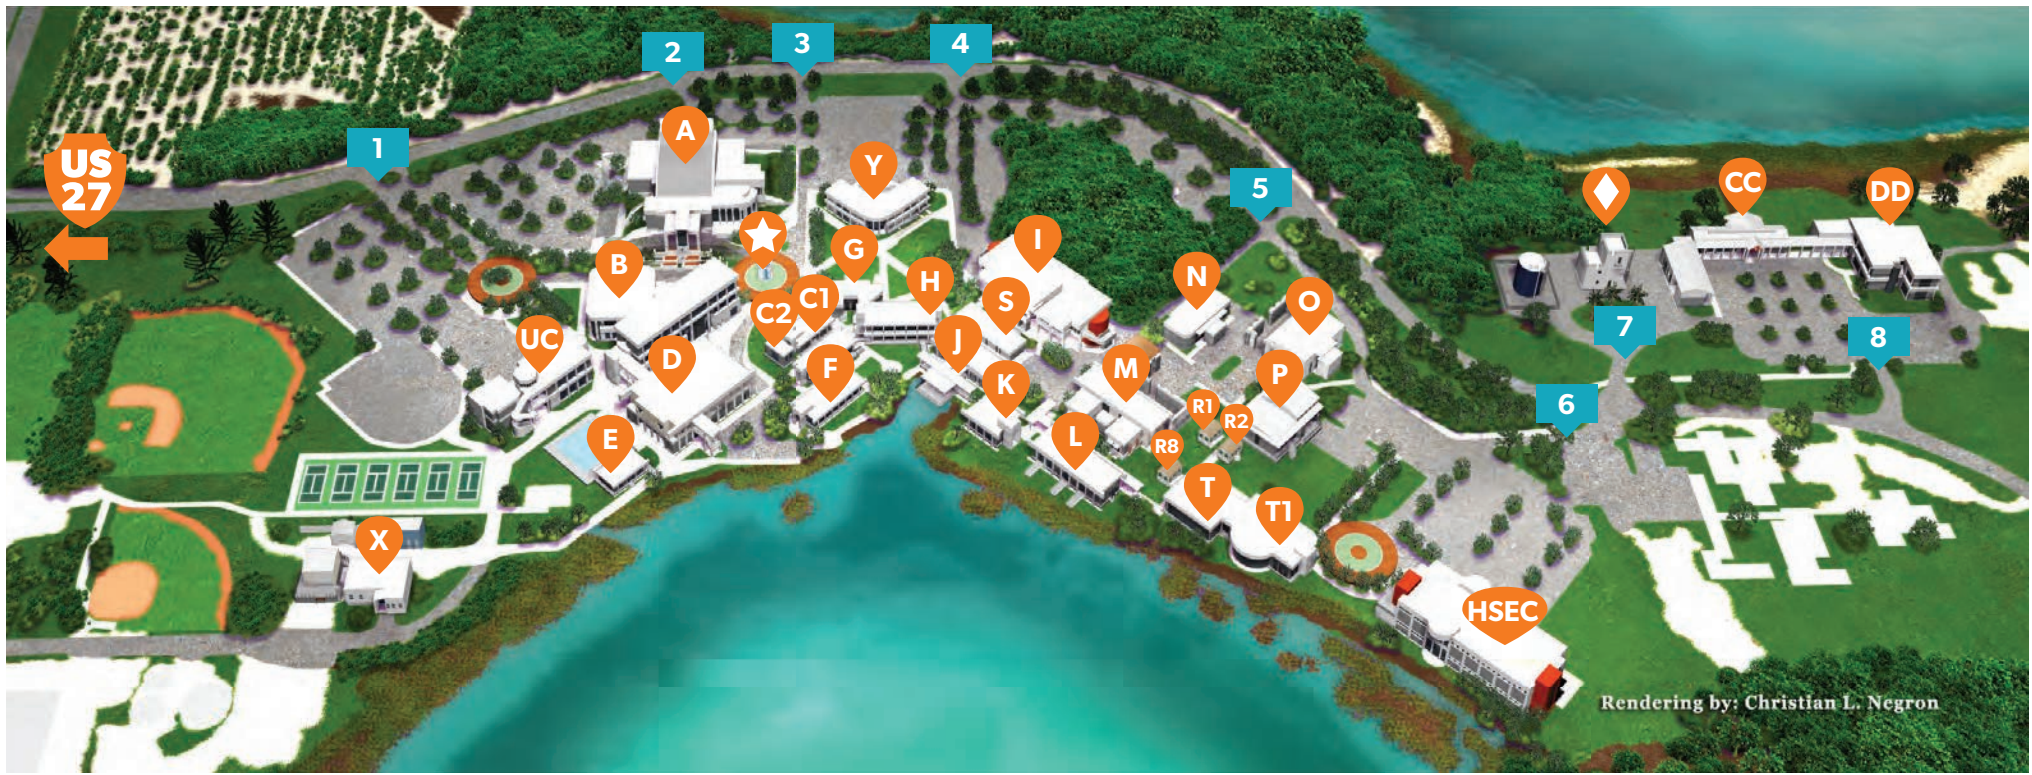 2
3
4
1
A
US
27
Y
5
CC
DD
B
G
I
N
H
S
O
C2
C1
UC
D
J
7
8
F
K
M
P
R1
R2
6
E
L
R8
T
T1
X
HSEC
Rendering by: Christian L. Negron